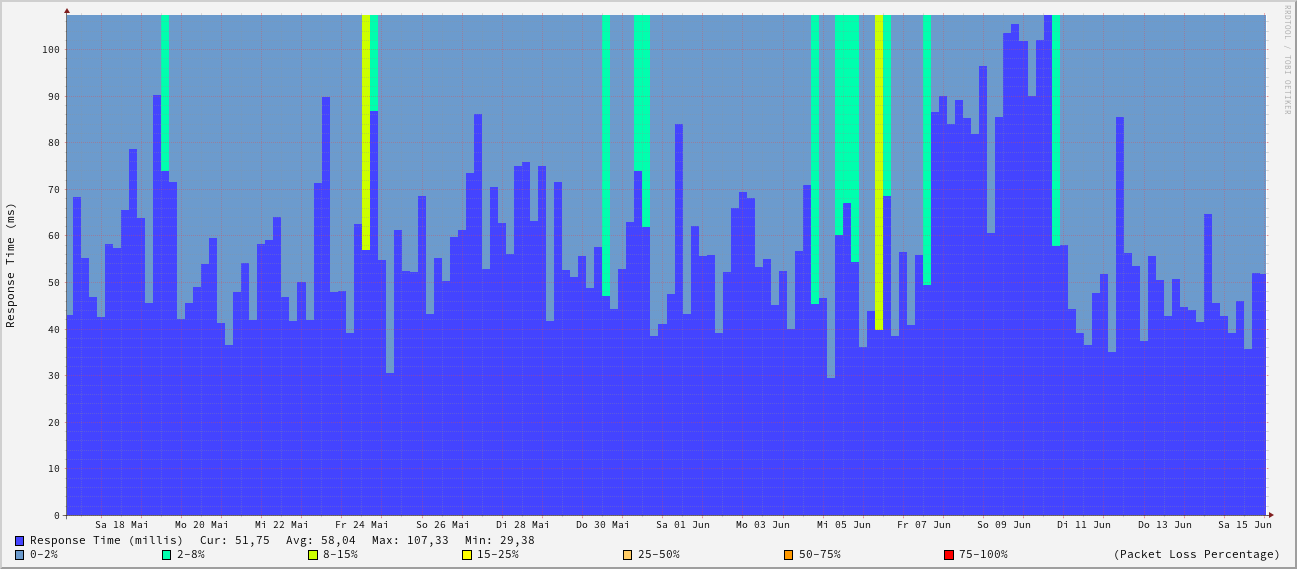 RRDTOOL / TOBI OETIKER
Response Time (ms)
100
90
80
70
60
50
40
30
20
10
0
Sa 18 Mai Mo 20 Mai Mi 22 Mai Fr 24 Mai So 26 Mai Di 28 Mai Do 30 Mai Sa 01 Jun Mo 03 Jun Mi 05 Jun Fr 07 Jun So 09 Jun Di 11 Jun Do 13 Jun Sa 15 Jun
Response Time (millis) Cur: 51,75 Avg: 58,04 Max: 107,33 Min: 29,38
0-2% 2-8% 8-15% 15-25% 25-50% 50-75% 75-100% (Packet Loss Percentage)